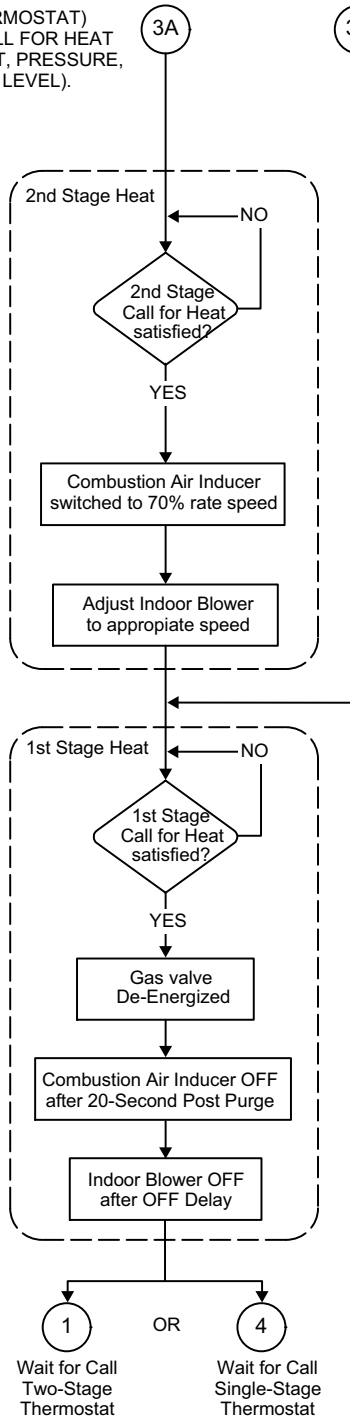 RMOSTAT)
LL FOR HEAT
T, PRESSURE,
LEVEL).
3A
2nd Stage Heat
NO
2nd Stage
Call for Heat
satisfied?
YES
Combustion Air Inducer
switched to 70% rate speed
Adjust Indoor Blower
to appropiate speed
1st Stage Heat
NO
1st Stage
Call for Heat
satisfied?
YES
Gas valve
De-Energized
Combustion Air Inducer OFF
after 20-Second Post Purge
Indoor Blower OFF
after OFF Delay
1
OR
4
Wait for Call
Two-Stage
Thermostat
Wait for Call
Single-Stage
Thermostat